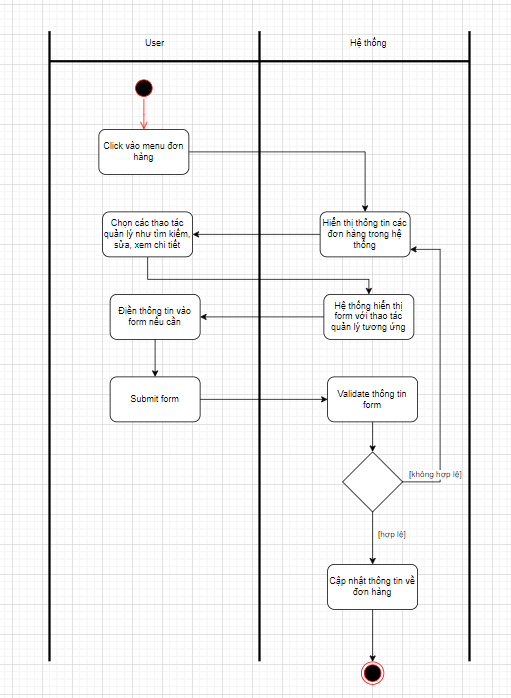 User
Hệ thống
Click vào menu đơn
hàng
Chọn các thao tác
quản lý như tìm kiếm,
sửa, xem chi tiết
Hiển thị thông tin các
đơn hàng trong hệ
thống
Điền thông tin vào
form nếu cần
Hệ thống hiển thị
form với thao tác
quản lý tương ứng
Submit form
Validate thông tin
form
[không hợp lệ]
[hợp lệ]
Cập nhật thông tin về
đơn hàng